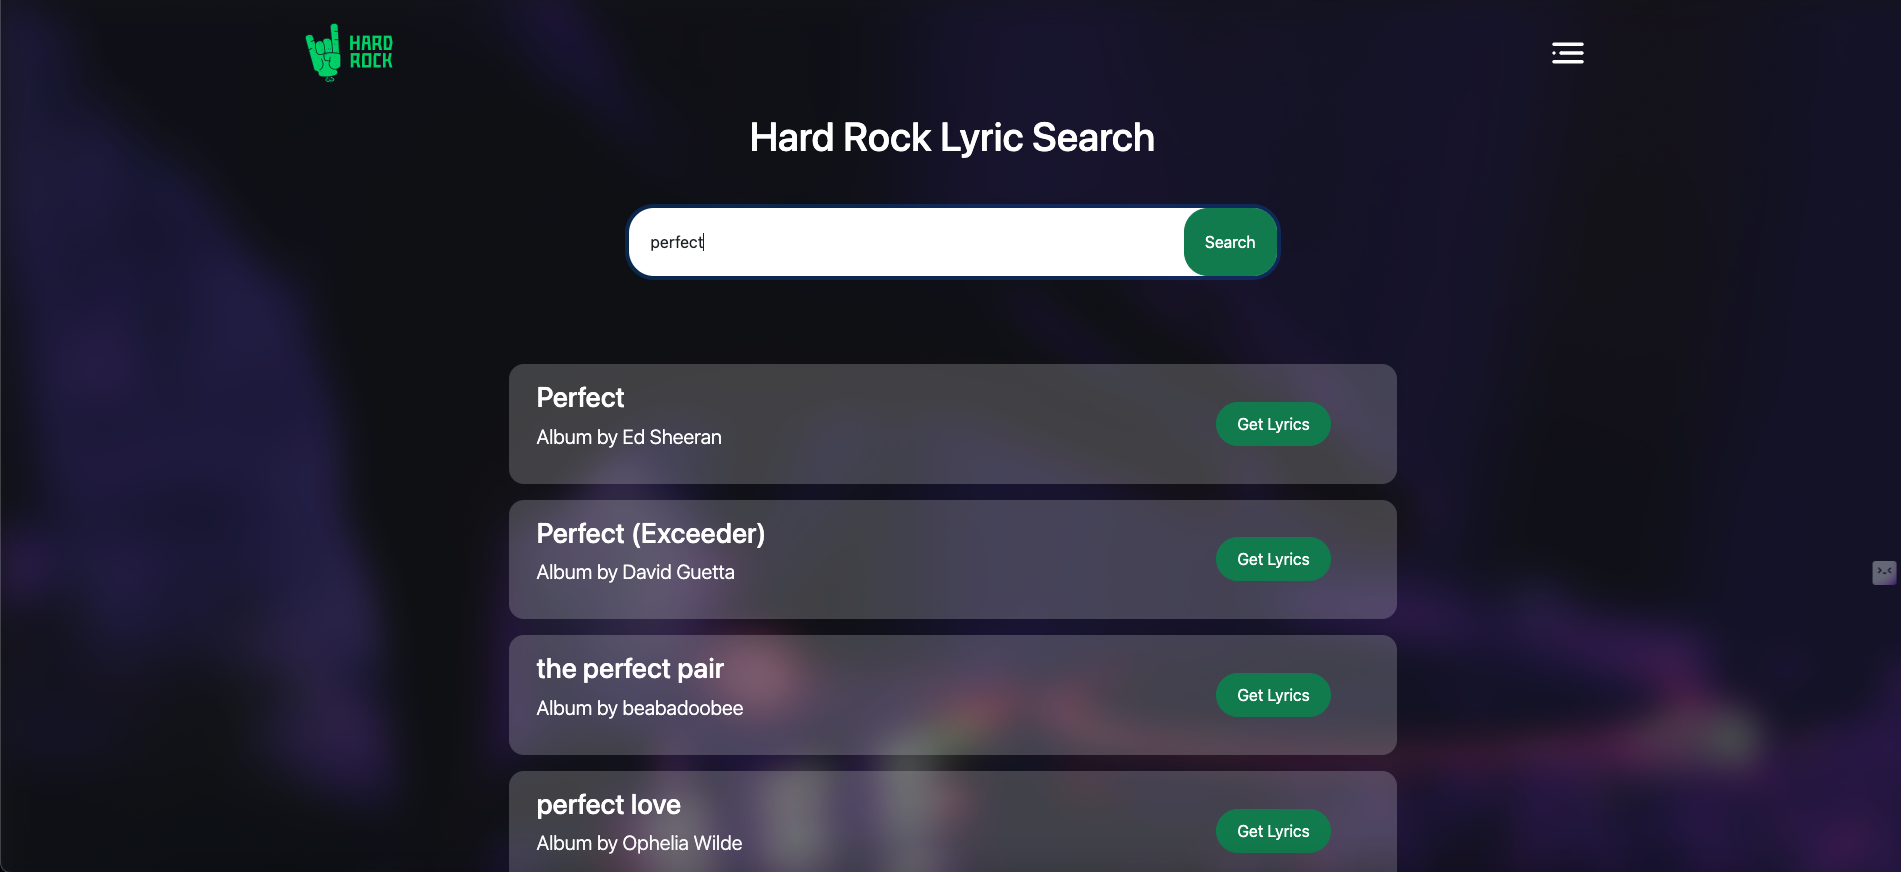 HARD
ROCK
Hard Rock Lyric Search
perfect
Search
Perfect
Album by Ed Sheeran
Get Lyrics
Perfect (Exceeder)
Album by David Guetta
Get Lyrics
the perfect pair
Album by beabadoobee
Get Lyrics
perfect love
Album by Ophelia Wilde
Get Lyrics